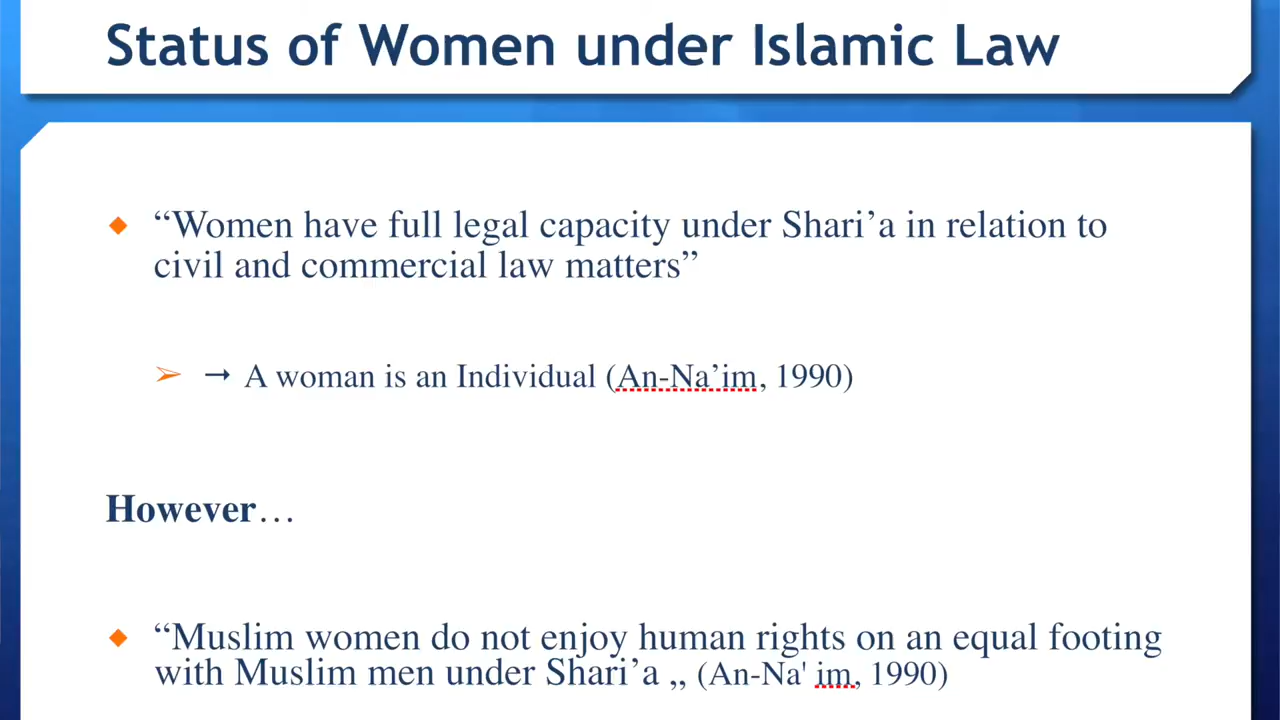 Status of Women under Islamic Law
“Women have full legal capacity under Shari’a in relation to
civil and commercial law matters”
➢ → A woman is an Individual (An-Na’im, 1990)
However…
“Muslim women do not enjoy human rights on an equal footing
with Muslim men under Shari’a „ (An-Na' im, 1990)